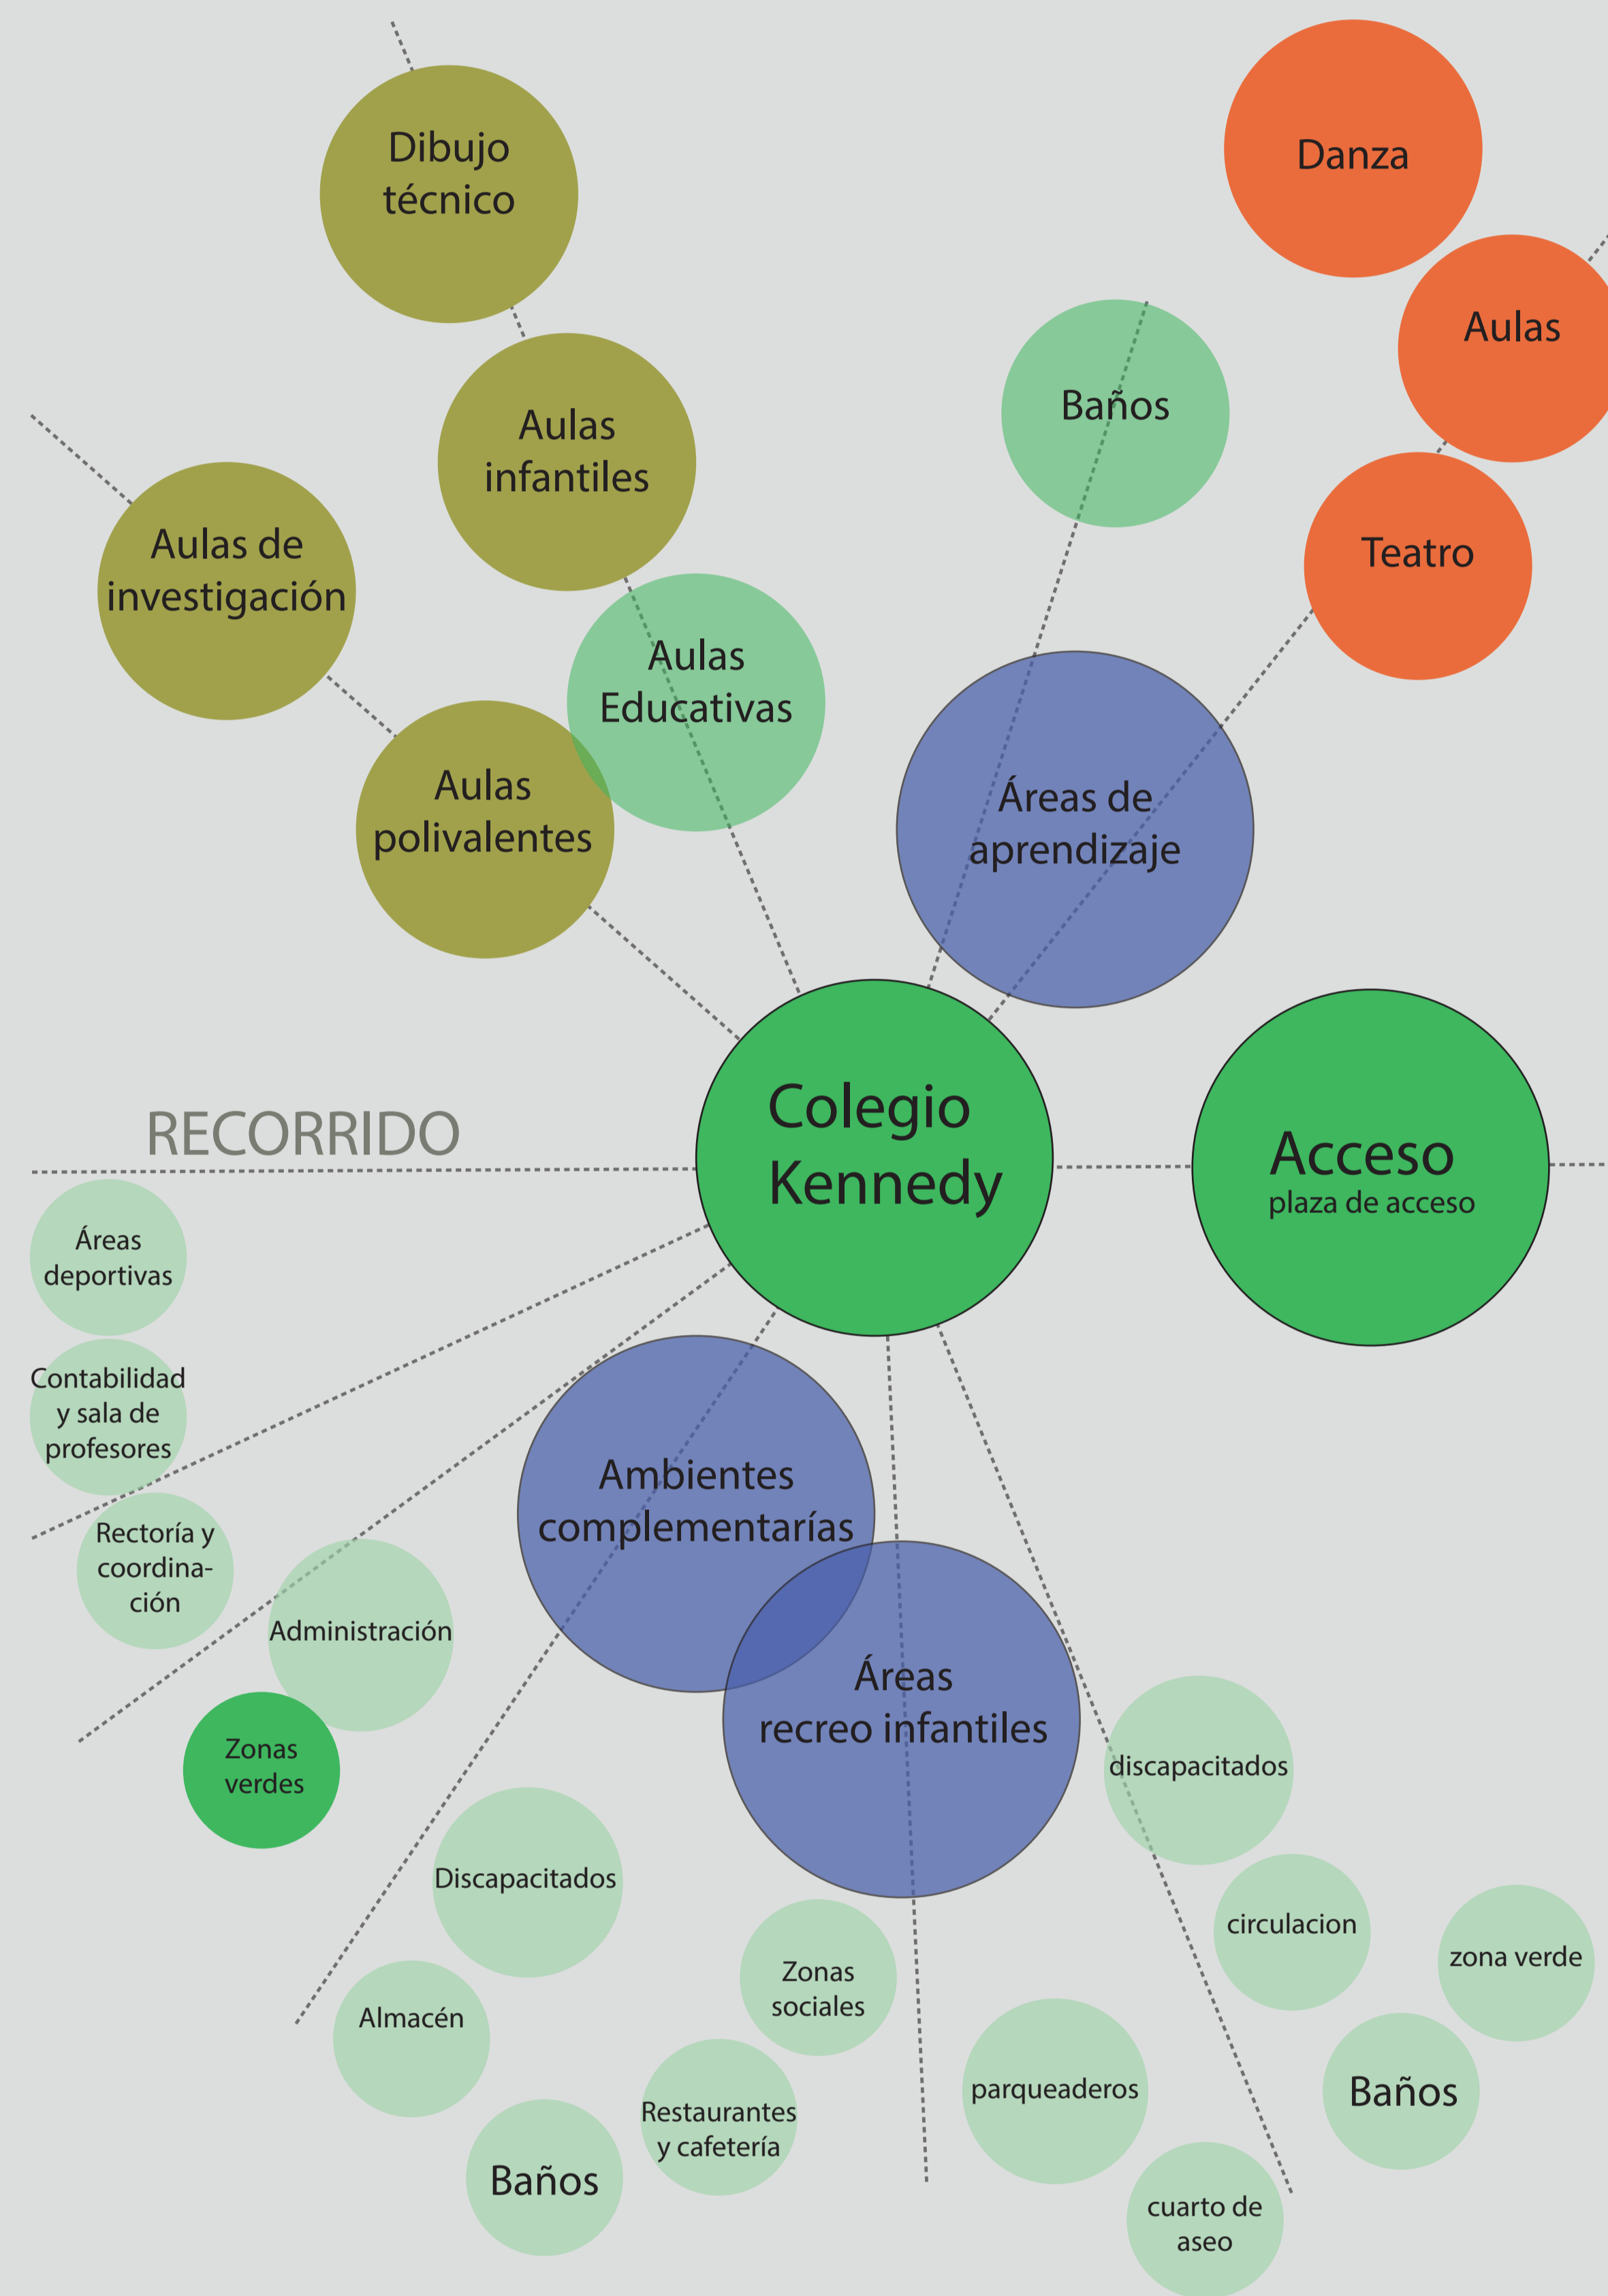 Dibujo
técnico
Danza
Aulas
Baños
Aulas
infantiles
Teatro
Aulas de
investigación
Aulas
Educativas
Aulas
polivalentes
Áreas de
aprendizaje
Colegio
Kennedy
Acceso
plaza de acceso
RECORRIDO
Áreas
deportivas
Contabilidad
y sala de
profesores
Rectoría y
coordina-
ción
Administración
Zonas
verdes
Ambientes
complementarías
Áreas
recreo infantiles
discapacitados
Discapacitados
circulacion
zona verde
Zonas
sociales
Almacén
parqueaderos
Baños
Restaurantes
y cafetería
Baños
cuarto de
aseo